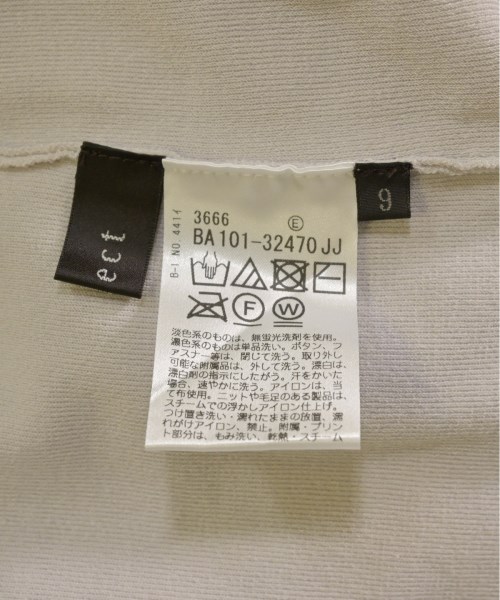 ect
9
B-1 NO.441イ
3666 E
BA101-32470JJ
F W
淡色系のものは、無蛍光洗剤を使用。
濃色系のものは単品洗い。ボタン、フ
ァスナー等は、閉じて洗う。取り外し
可能な附属品は、外して洗う。漂白は、
漂白剤の指示にしたがう。汗をかいた
場合、速やかに洗う。アイロンは、当
て布使用。ニットや毛足のある製品は、
スチームでの浮かしアイロン仕上げ。
つけ置き洗い・濡れたままの放置、濡
れがけアイロン、禁止。附属・プリン
ト部分は、もみ洗い、乾熱・スチーム